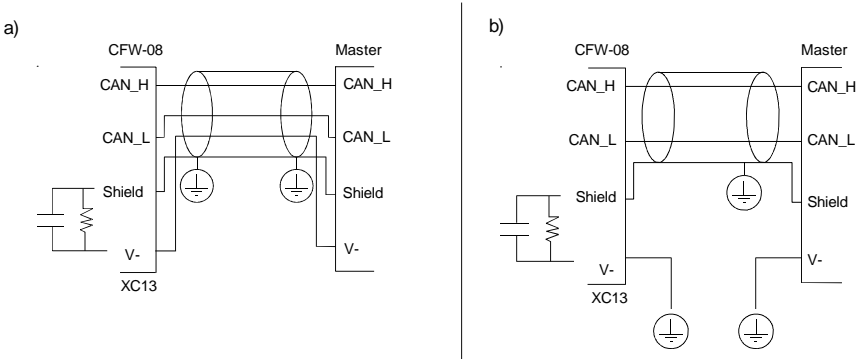 a)
CFW-08
Master
CAN_H
CAN_H
CAN_L
CAN_L
Shield
Shield
V-
V-
XC13
b)
CFW-08
Master
CAN_H
CAN_H
CAN_L
CAN_L
Shield
Shield
V-
V-
XC13